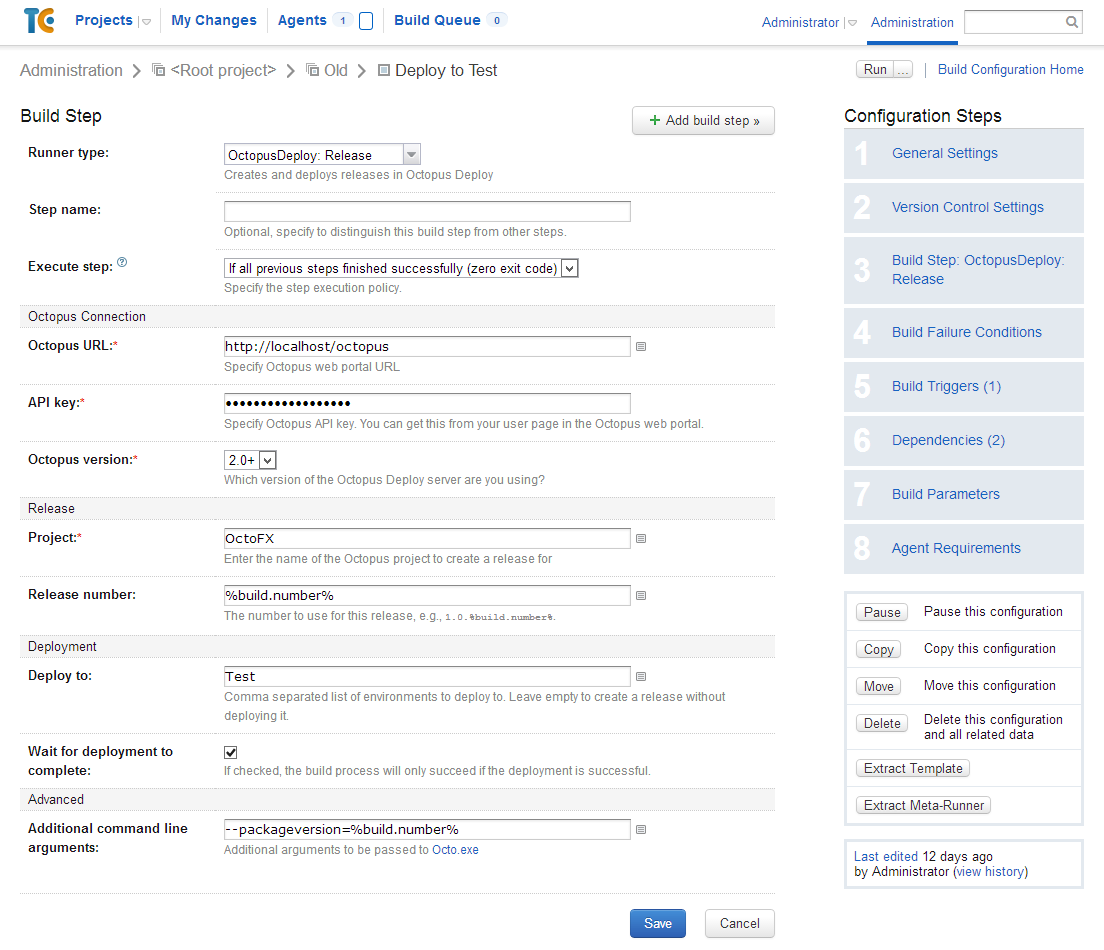 TC Projects My Changes Agents 1 Build Queue 0 Administrator Administration
Administration <Root project> Old Deploy to Test Run ... Build Configuration Home
Build Step
+ Add build step »
Runner type:
OctopusDeploy: Release
Creates and deploys releases in Octopus Deploy
Step name:
Optional, specify to distinguish this build step from other steps.
Execute step: ?
If all previous steps finished successfully (zero exit code)
Specify the step execution policy.
Octopus Connection
Octopus URL:*
http://localhost/octopus
Specify Octopus web portal URL
API key:*
••••••••••••••••••
Specify Octopus API key. You can get this from your user page in the Octopus web portal.
Octopus version:*
2.0+
Which version of the Octopus Deploy server are you using?
Release
Project:*
OctoFX
Enter the name of the Octopus project to create a release for
Release number:
%build.number%
The number to use for this release, e.g., 1.0.%build.number%.
Deployment
Deploy to:
Test
Comma separated list of environments to deploy to. Leave empty to create a release without
deploying it.
Wait for deployment to
complete:
If checked, the build process will only succeed if the deployment is successful.
Advanced
Additional command line
arguments:
--packageversion=%build.number%
Additional arguments to be passed to Octo.exe
Save Cancel
Configuration Steps
1 General Settings
2 Version Control Settings
3 Build Step: OctopusDeploy:
Release
4 Build Failure Conditions
5 Build Triggers (1)
6 Dependencies (2)
7 Build Parameters
8 Agent Requirements
Pause Pause this configuration
Copy Copy this configuration
Move Move this configuration
Delete Delete this configuration
and all related data
Extract Template
Extract Meta-Runner
Last edited 12 days ago
by Administrator (view history)